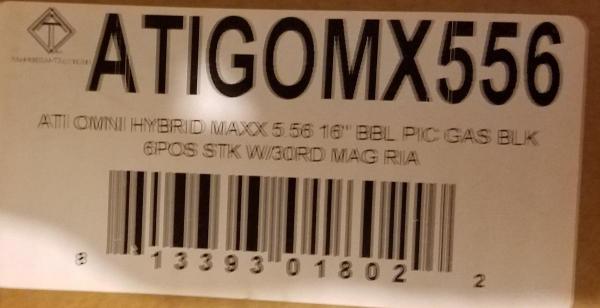 ATIGOMX556
ATI OMNI HYBRID MAXX 5.56 16" BBL PIC GAS BLK
6POS STK W/30RD MAG RIA
8 13393 01802 2